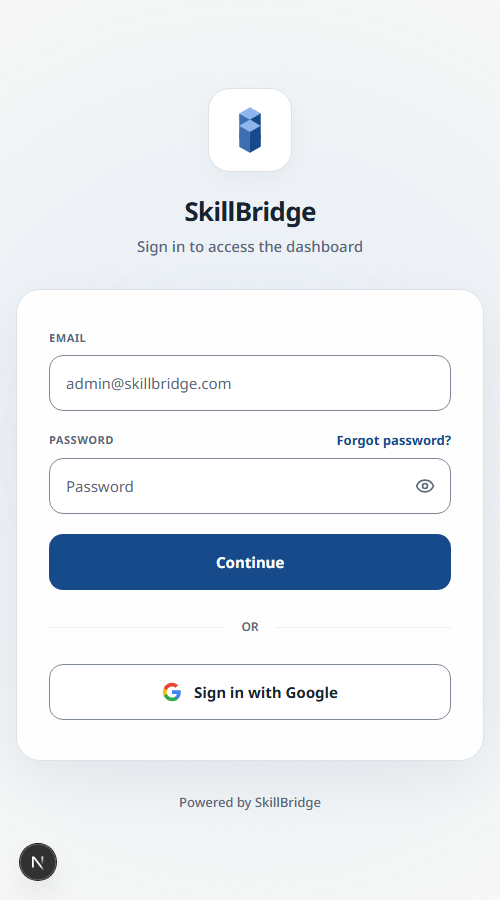 SkillBridge
Sign in to access the dashboard
EMAIL
admin@skillbridge.com
PASSWORD
Forgot password?
Password
Continue
OR
Sign in with Google
Powered by SkillBridge
N